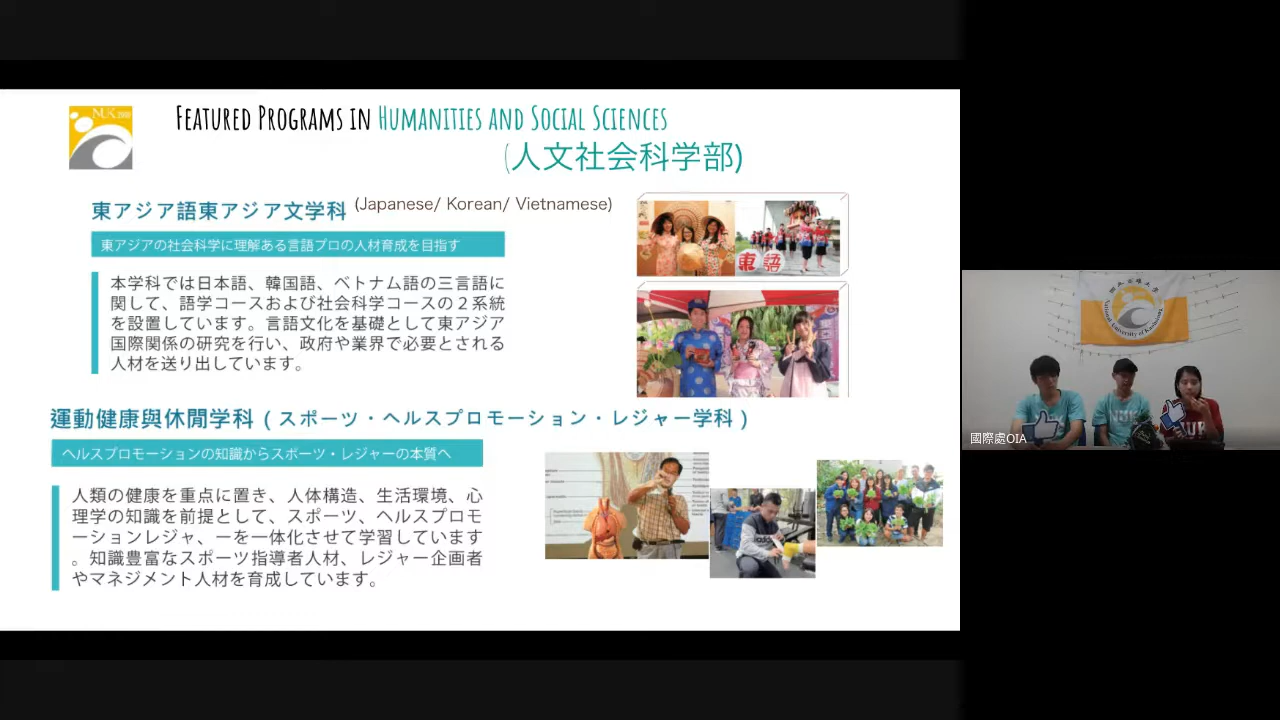 NUK 2000
FEATURED PROGRAMS IN HUMANITIES AND SOCIAL SCIENCES
(人文社会科学部)
東アジア語東アジア文学科 (Japanese/ Korean/ Vietnamese)
東アジアの社会科学に理解ある言語プロの人材育成を目指す
本学科では日本語、韓国語、ベトナム語の三言語に
関して、語学コースおよび社会科学コースの２系統
を設置しています。言語文化を基礎として東アジア
国際関係の研究を行い、政府や業界で必要とされる
人材を送り出しています。
東語
運動健康與休閒学科 ( スポーツ・ヘルスプロモーション・レジャー学科 )
ヘルスプロモーションの知識からスポーツ・レジャーの本質へ
人類の健康を重点に置き、人体構造、生活環境、心
理学の知識を前提として、スポーツ、ヘルスプロモ
ーションレジャ、ーを一体化させて学習しています
。知識豊富なスポーツ指導者人材、レジャー企画者
やマネジメント人材を育成しています。
adidas
國立高雄大學
National University of Kaohsiung
NUK
國際處OIA